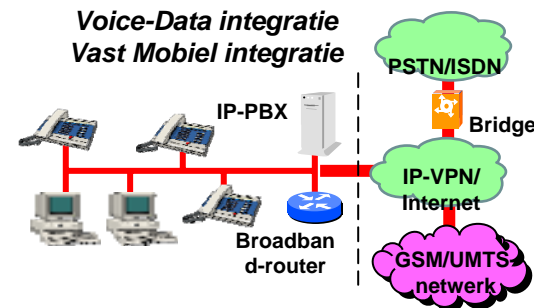 Voice-Data integratie
Vast Mobiel integratie
PSTN/ISDN
IP-PBX
Bridge
IP-VPN/
Internet
Broadban
d-router
GSM/UMTS-
netwerk